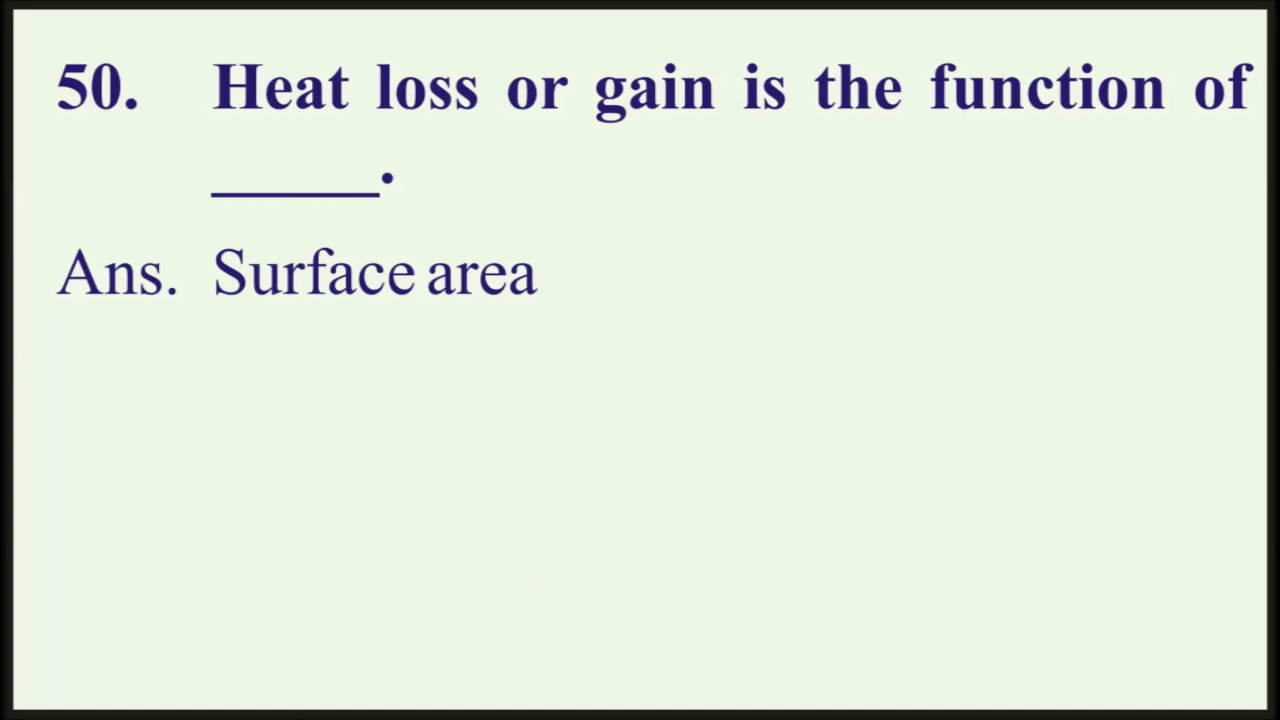 50. Heat loss or gain is the function of
_____.
Ans. Surface area